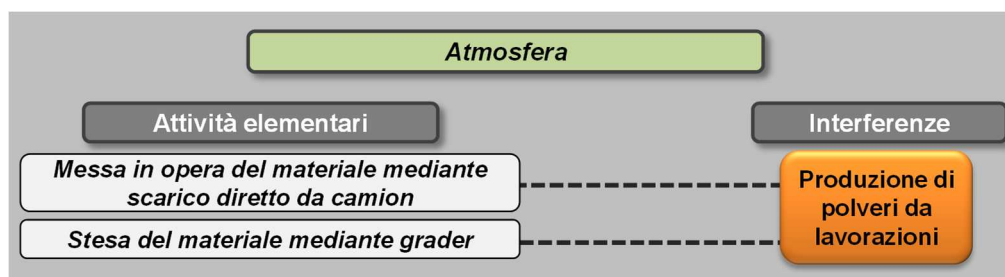 Atmosfera
Attività elementari
Interferenze
Messa in opera del materiale mediante
scarico diretto da camion
Stesa del materiale mediante grader
Produzione di
polveri da
lavorazioni